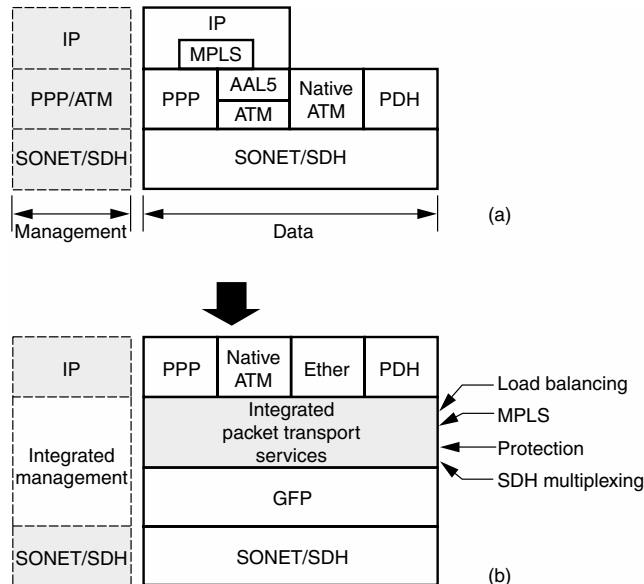 IP
IP
MPLS
PPP/ATM
PPP
AAL5
ATM
Native
ATM
PDH
SONET/SDH
SONET/SDH
Management
Data
(a)
IP
PPP
Native
ATM
Ether
PDH
Integrated
packet transport
services
Load balancing
MPLS
Protection
SDH multiplexing
Integrated
management
GFP
SONET/SDH
SONET/SDH
(b)